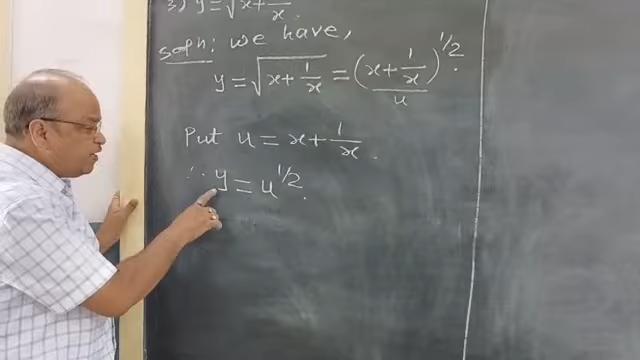 3) y = √x + 1/x.
Solⁿ: we have,
y = √(x + 1/x) = (x + 1/x)^1/2.
u
Put u = x + 1/x.
∴ y = u^1/2.